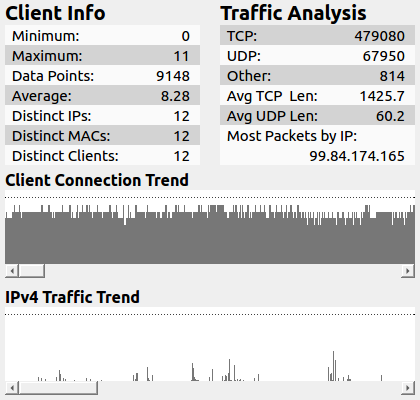 Client Info
Minimum: 0
Maximum: 11
Data Points: 9148
Average: 8.28
Distinct IPs: 12
Distinct MACs: 12
Distinct Clients: 12
Traffic Analysis
TCP: 479080
UDP: 67950
Other: 814
Avg TCP Len: 1425.7
Avg UDP Len: 60.2
Most Packets by IP:
99.84.174.165
Client Connection Trend
IPv4 Traffic Trend